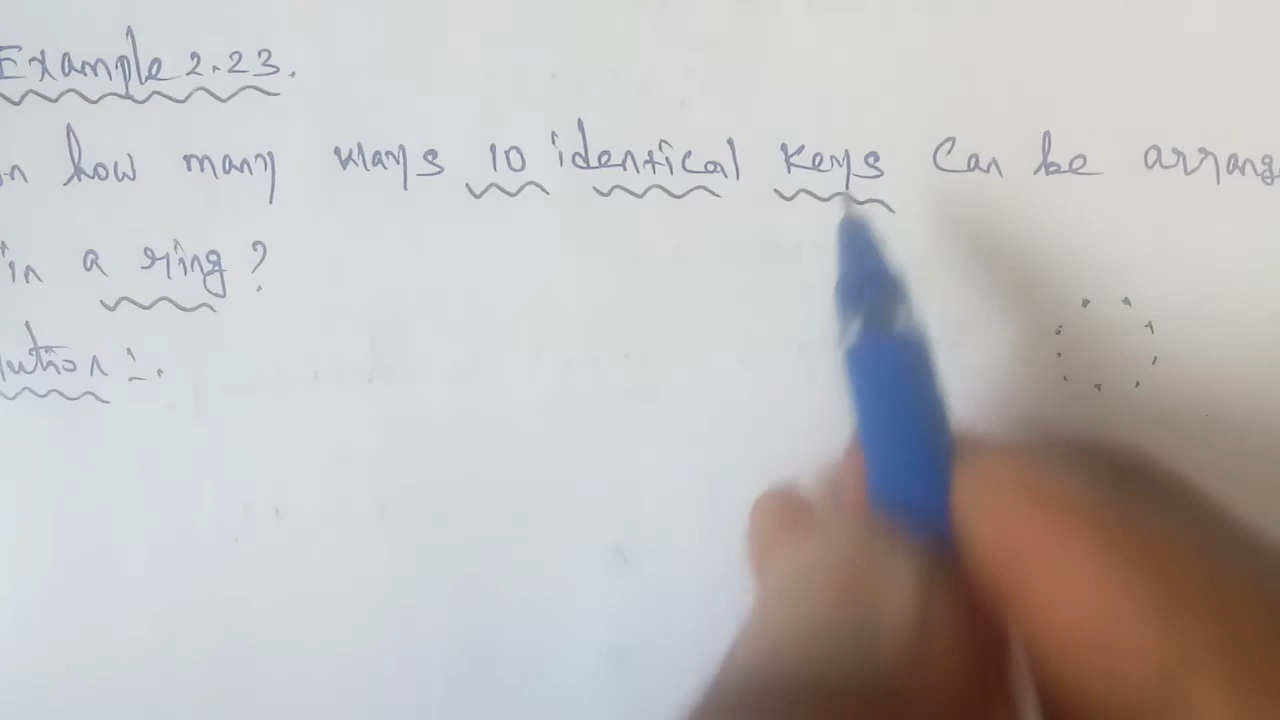 Example 2.23.
n how many ways 10 identical keys can be arrang
in a ring?
lution :-.